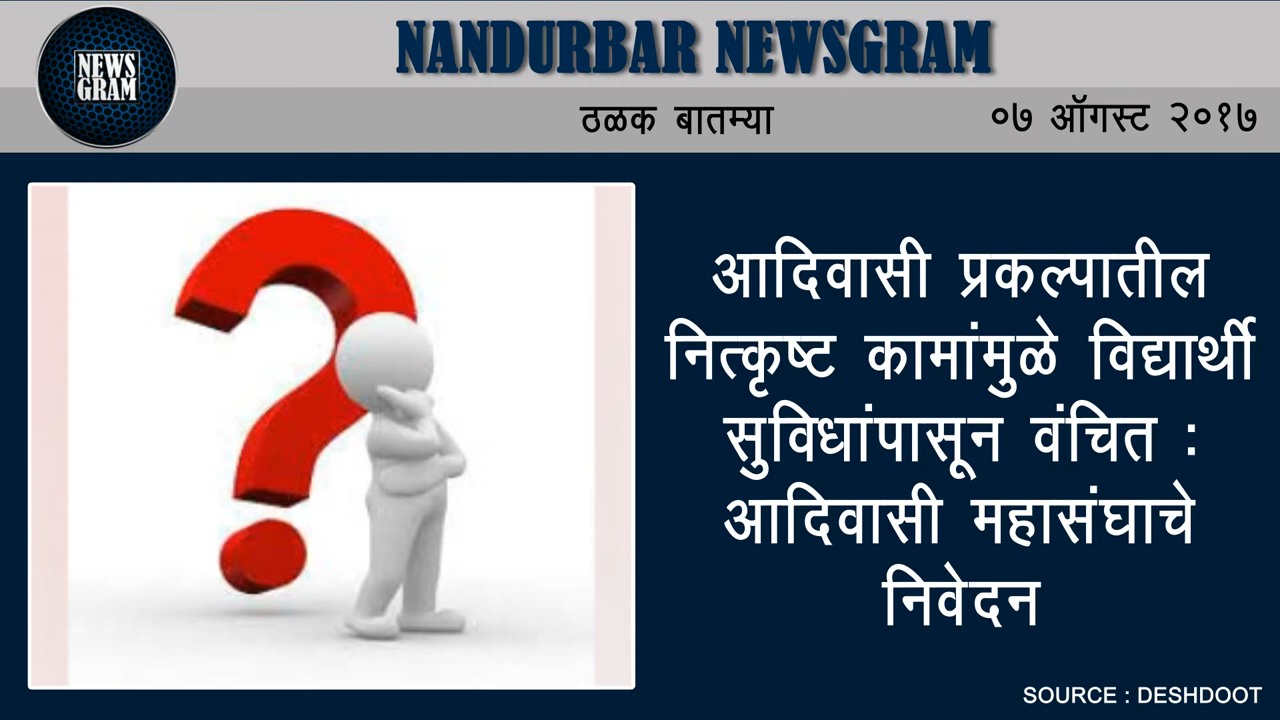 NEWS
GRAM
NANDURBAR NEWSGRAM
ठळक बातम्या
०७ ऑगस्ट २०१७
आदिवासी प्रकल्पातील
नित्कृष्ट कामांमुळे विद्यार्थी
सुविधांपासून वंचित :
आदिवासी महासंघाचे
निवेदन
SOURCE : DESHDOOT